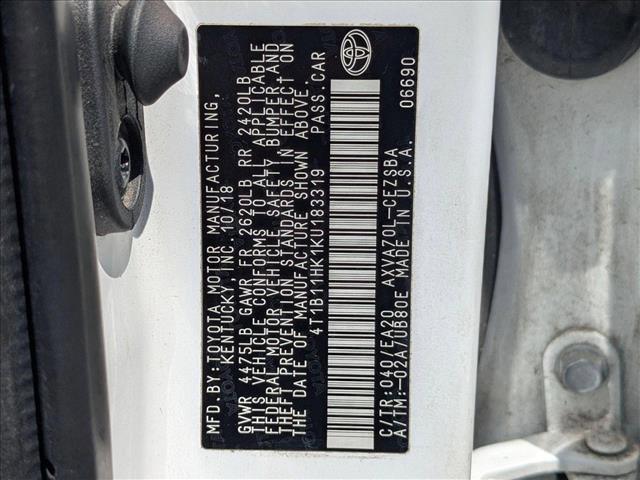 MFD.BY:TOYOTA MOTOR MANUFACTURING,
KENTUCKY, INC. 10/18
GVWR 4475LB GAWR FR 2620LB RR 2420LB
THIS VEHICLE CONFORMS TO ALL APPLICABLE
FEDERAL MOTOR VEHICLE SAFETY, BUMPER, AND
THEFT PREVENTION STANDARDS IN EFFECT ON
THE DATE OF MANUFACTURE SHOWN ABOVE.
4T1B11HK1KU183319 PASS.CAR
C/TR:040/EA20 AXVA70L-CEZSBA
A/TM:-02A/UB80E MADE IN U.S.A. 06690